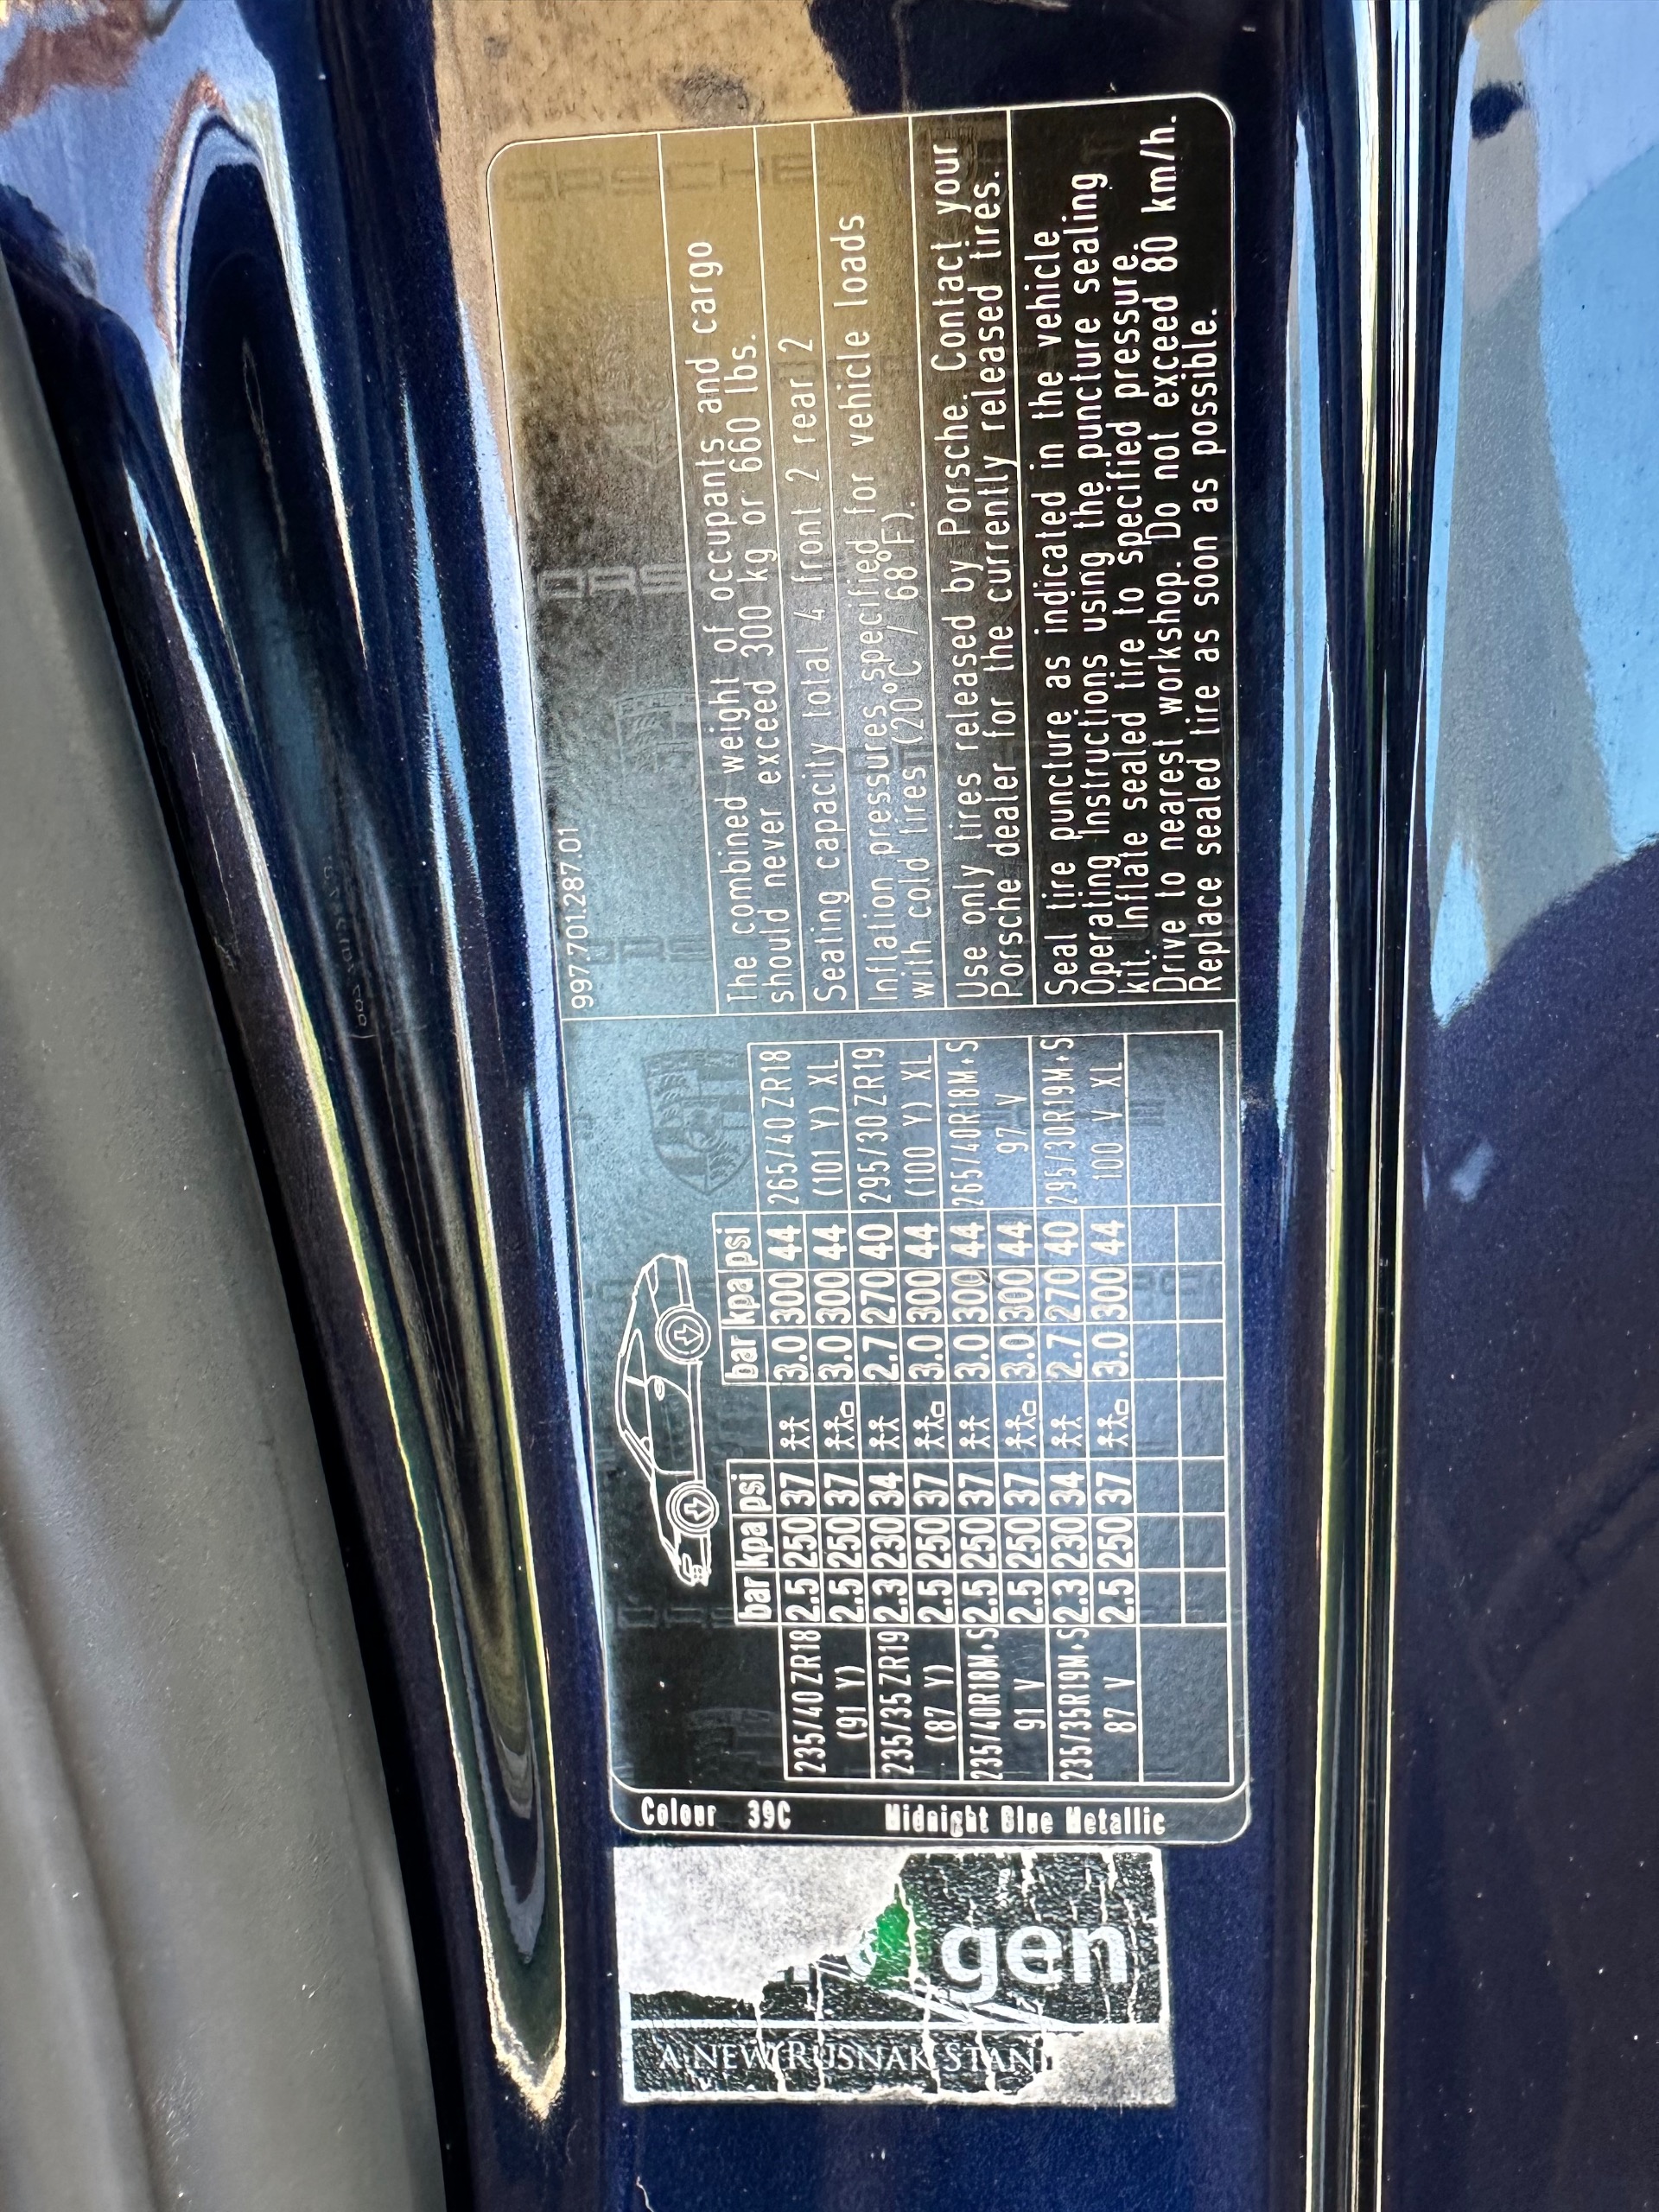 997.701.287.01
The combined weight of occupants and cargo
should never exceed 300 kg or 660 lbs.
Seating capacity total 4 front 2 rear 2
Inflation pressures specified for vehicle loads
with cold tires (20°C / 68°F).
Use only tires released by Porsche. Contact your
Porsche dealer for the currently released tires.
Seal tire puncture as indicated in the vehicle
Operating Instructions using the puncture sealing
kit. Inflate sealed tire to specified pressure.
Drive to nearest workshop. Do not exceed 80 km/h.
Replace sealed tire as soon as possible.
bar kpa psi bar kpa psi
235/40ZR18 2.5 250 37 3.0 300 44 265/40ZR18
(91 Y) 2.5 250 37 3.0 300 44 (101 Y) XL
235/35ZR19 2.3 230 34 2.7 270 40 295/30ZR19
(87 Y) 2.5 250 37 3.0 300 44 (100 Y) XL
235/40R18M+S 2.5 250 37 3.0 300 44 265/40R18M+S
91 V 2.5 250 37 3.0 300 44 97 V
235/35R19M+S 2.3 230 34 2.7 270 40 295/30R19M+S
87 V 2.5 250 37 3.0 300 44 100 V XL
Colour 39C Midnight Blue Metallic
gen
A NEW RUSNAK STAN